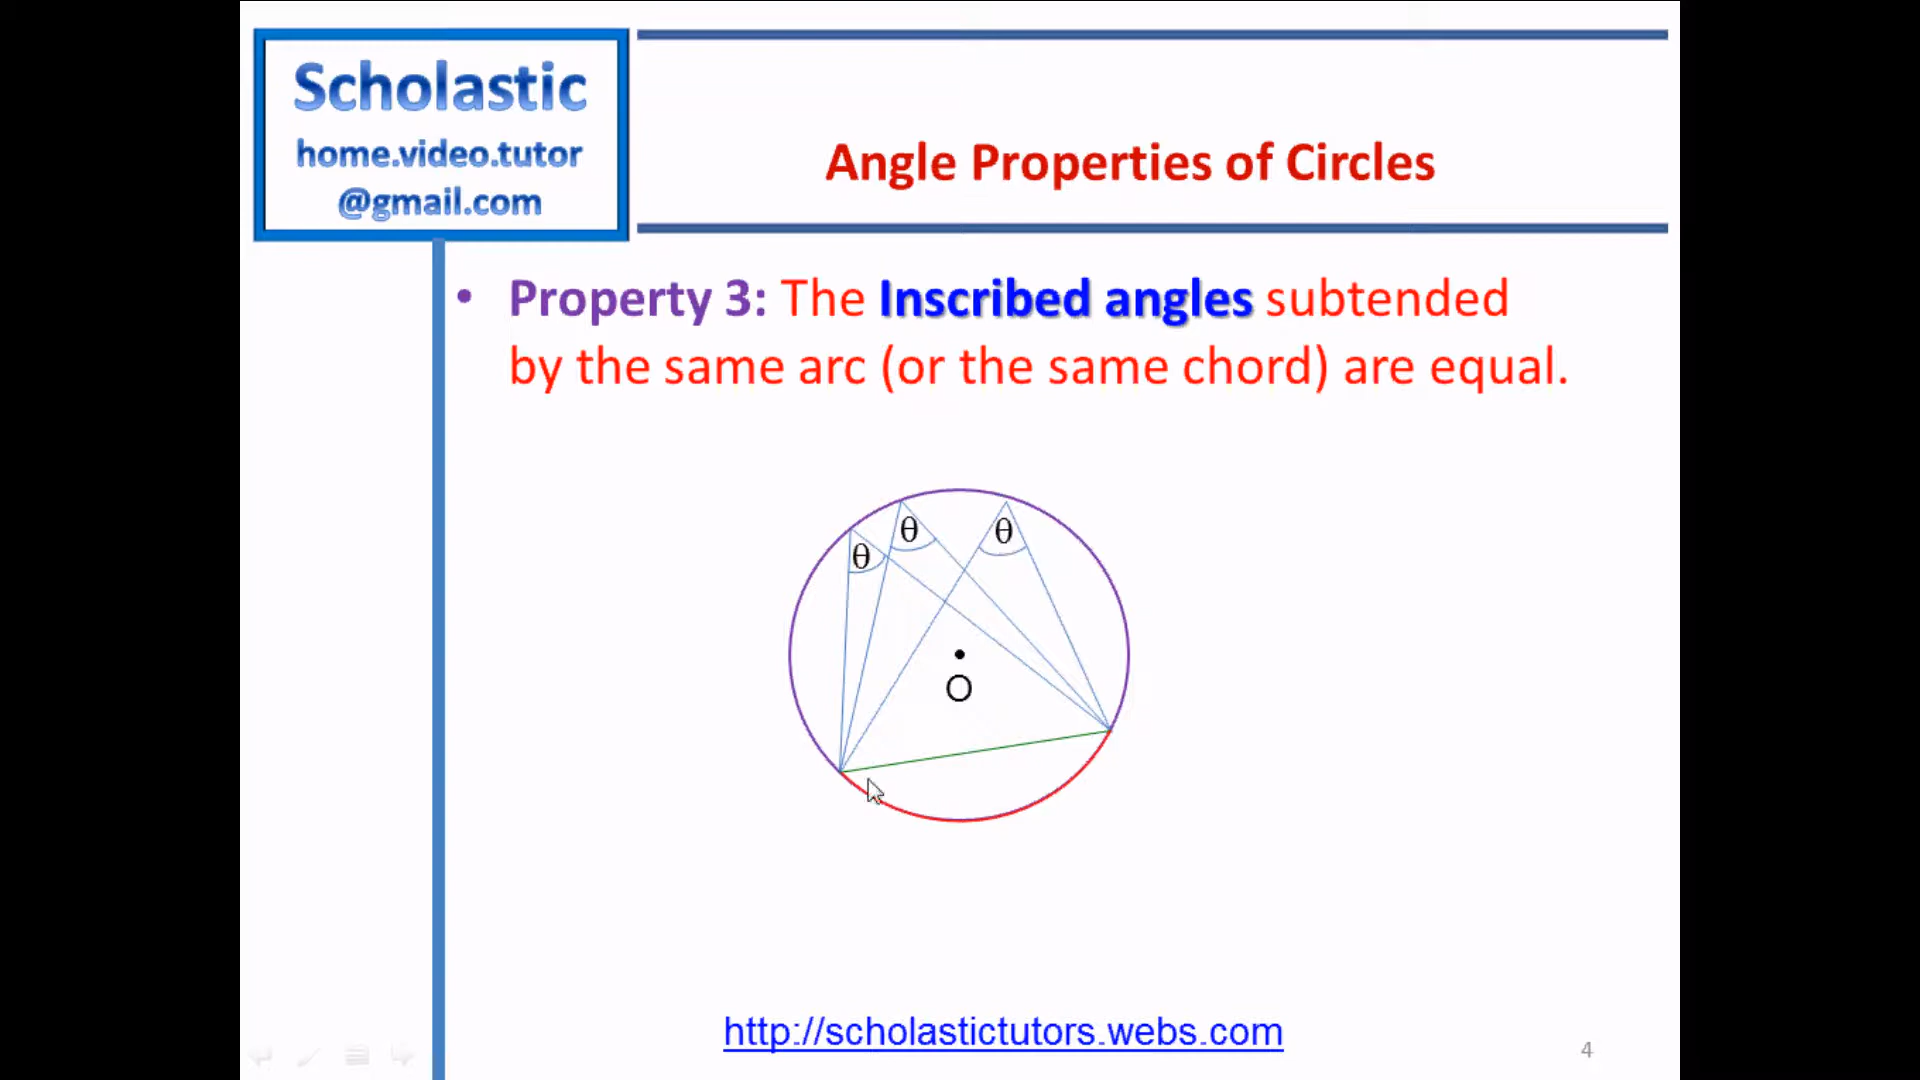 Scholastic
home.video.tutor
@gmail.com
Angle Properties of Circles
• Property 3: The Inscribed angles subtended
by the same arc (or the same chord) are equal.
θ
θ
θ
O
http://scholastictutors.webs.com
4